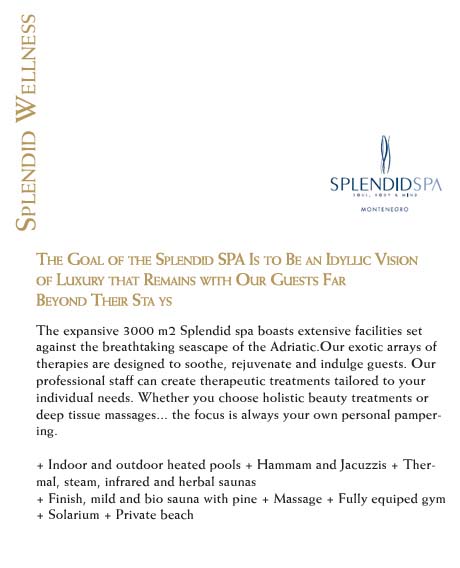 SPLENDID WELLNESS
SPLENDIDSPA
SOUL, BODY & MIND
MONTENEGRO
THE GOAL OF THE SPLENDID SPA IS TO BE AN IDYLLIC VISION
OF LUXURY THAT REMAINS WITH OUR GUESTS FAR
BEYOND THEIR STA YS
The expansive 3000 m2 Splendid spa boasts extensive facilities set
against the breathtaking seascape of the Adriatic.Our exotic arrays of
therapies are designed to soothe, rejuvenate and indulge guests. Our
professional staff can create therapeutic treatments tailored to your
individual needs. Whether you choose holistic beauty treatments or
deep tissue massages... the focus is always your own personal pamper-
ing.
+ Indoor and outdoor heated pools + Hammam and Jacuzzis + Ther-
mal, steam, infrared and herbal saunas
+ Finish, mild and bio sauna with pine + Massage + Fully equiped gym
+ Solarium + Private beach